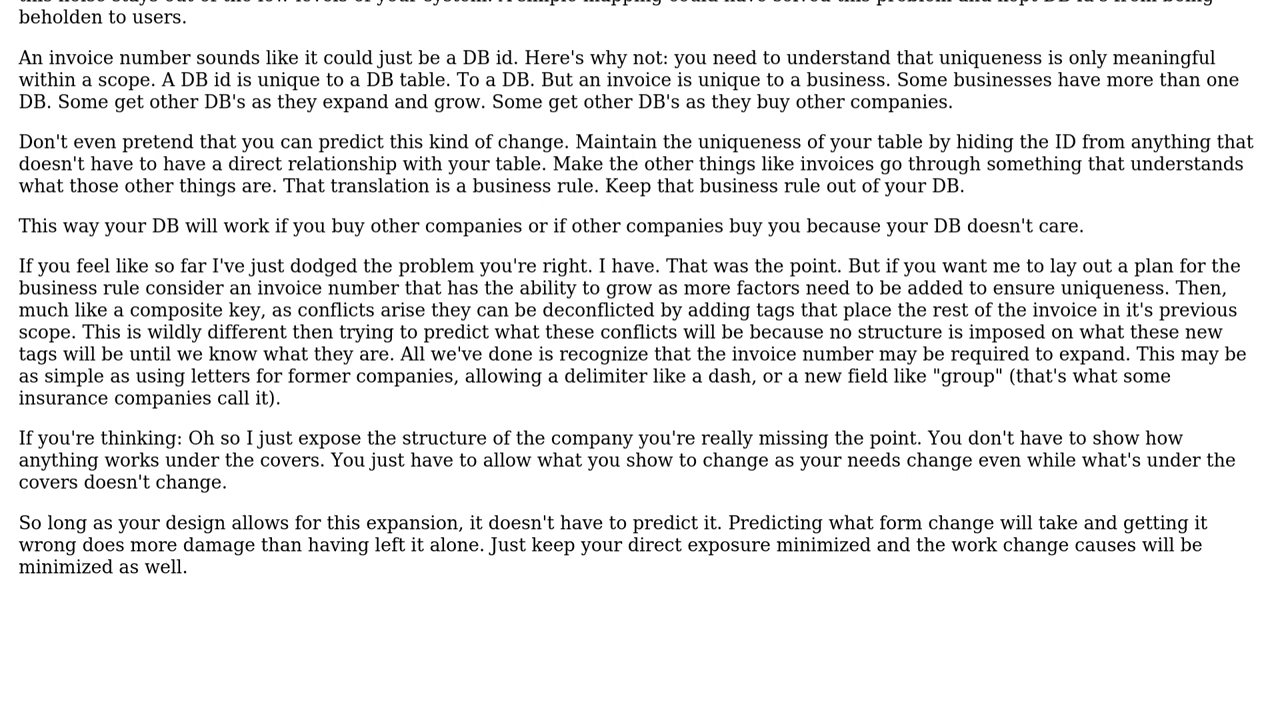 beholden to users.
An invoice number sounds like it could just be a DB id. Here's why not: you need to understand that uniqueness is only meaningful
within a scope. A DB id is unique to a DB table. To a DB. But an invoice is unique to a business. Some businesses have more than one
DB. Some get other DB's as they expand and grow. Some get other DB's as they buy other companies.
Don't even pretend that you can predict this kind of change. Maintain the uniqueness of your table by hiding the ID from anything that
doesn't have to have a direct relationship with your table. Make the other things like invoices go through something that understands
what those other things are. That translation is a business rule. Keep that business rule out of your DB.
This way your DB will work if you buy other companies or if other companies buy you because your DB doesn't care.
If you feel like so far I've just dodged the problem you're right. I have. That was the point. But if you want me to lay out a plan for the
business rule consider an invoice number that has the ability to grow as more factors need to be added to ensure uniqueness. Then,
much like a composite key, as conflicts arise they can be deconflicted by adding tags that place the rest of the invoice in it's previous
scope. This is wildly different then trying to predict what these conflicts will be because no structure is imposed on what these new
tags will be until we know what they are. All we've done is recognize that the invoice number may be required to expand. This may be
as simple as using letters for former companies, allowing a delimiter like a dash, or a new field like "group" (that's what some
insurance companies call it).
If you're thinking: Oh so I just expose the structure of the company you're really missing the point. You don't have to show how
anything works under the covers. You just have to allow what you show to change as your needs change even while what's under the
covers doesn't change.
So long as your design allows for this expansion, it doesn't have to predict it. Predicting what form change will take and getting it
wrong does more damage than having left it alone. Just keep your direct exposure minimized and the work change causes will be
minimized as well.